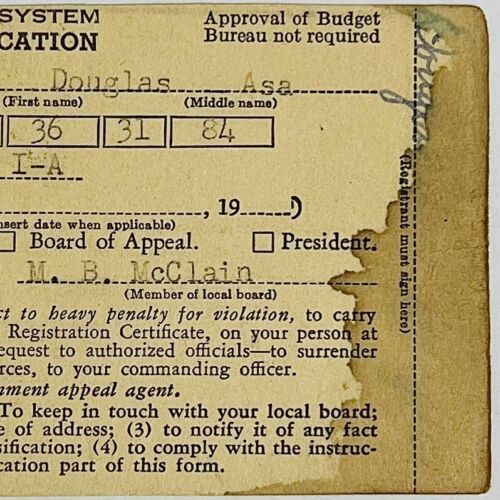 SYSTEM Approval of Budget
CATION Bureau not required
Douglas Asa
(First name) (Middle name)
36 31 84
I-A
, 19......)
nsert date when applicable)
Board of Appeal. President.
M. B. McClain
(Member of local board)
ct to heavy penalty for violation, to carry
Registration Certificate, on your person at
equest to authorized officials—to surrender
rces, to your commanding officer.
nment appeal agent.
To keep in touch with your local board;
e of address; (3) to notify it of any fact
sification; (4) to comply with the instruc-
cation part of this form.
(Registrant must sign here)